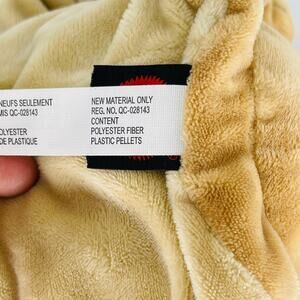 NEUFS SEULEMENT
MIS QC-028143
OLYESTER
DE PLASTIQUE
NEW MATERIAL ONLY
REG, NO, QC-028143
CONTENT
POLYESTER FIBER
PLASTIC PELLETS